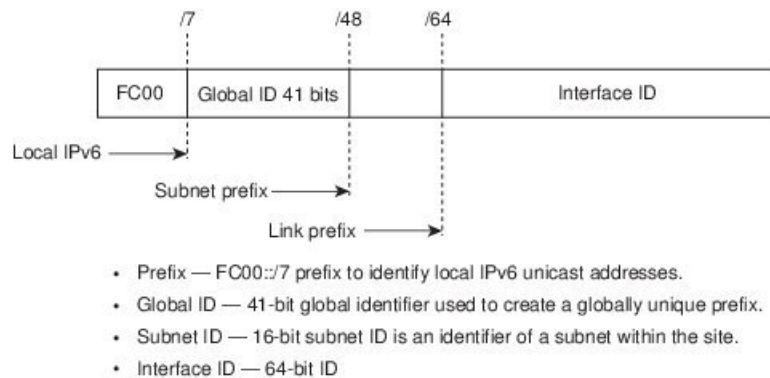 /7 /48 /64
FC00 Global ID 41 bits Interface ID
Local IPv6
Subnet prefix
Link prefix
• Prefix — FC00::/7 prefix to identify local IPv6 unicast addresses.
• Global ID — 41-bit global identifier used to create a globally unique prefix.
• Subnet ID — 16-bit subnet ID is an identifier of a subnet within the site.
• Interface ID — 64-bit ID